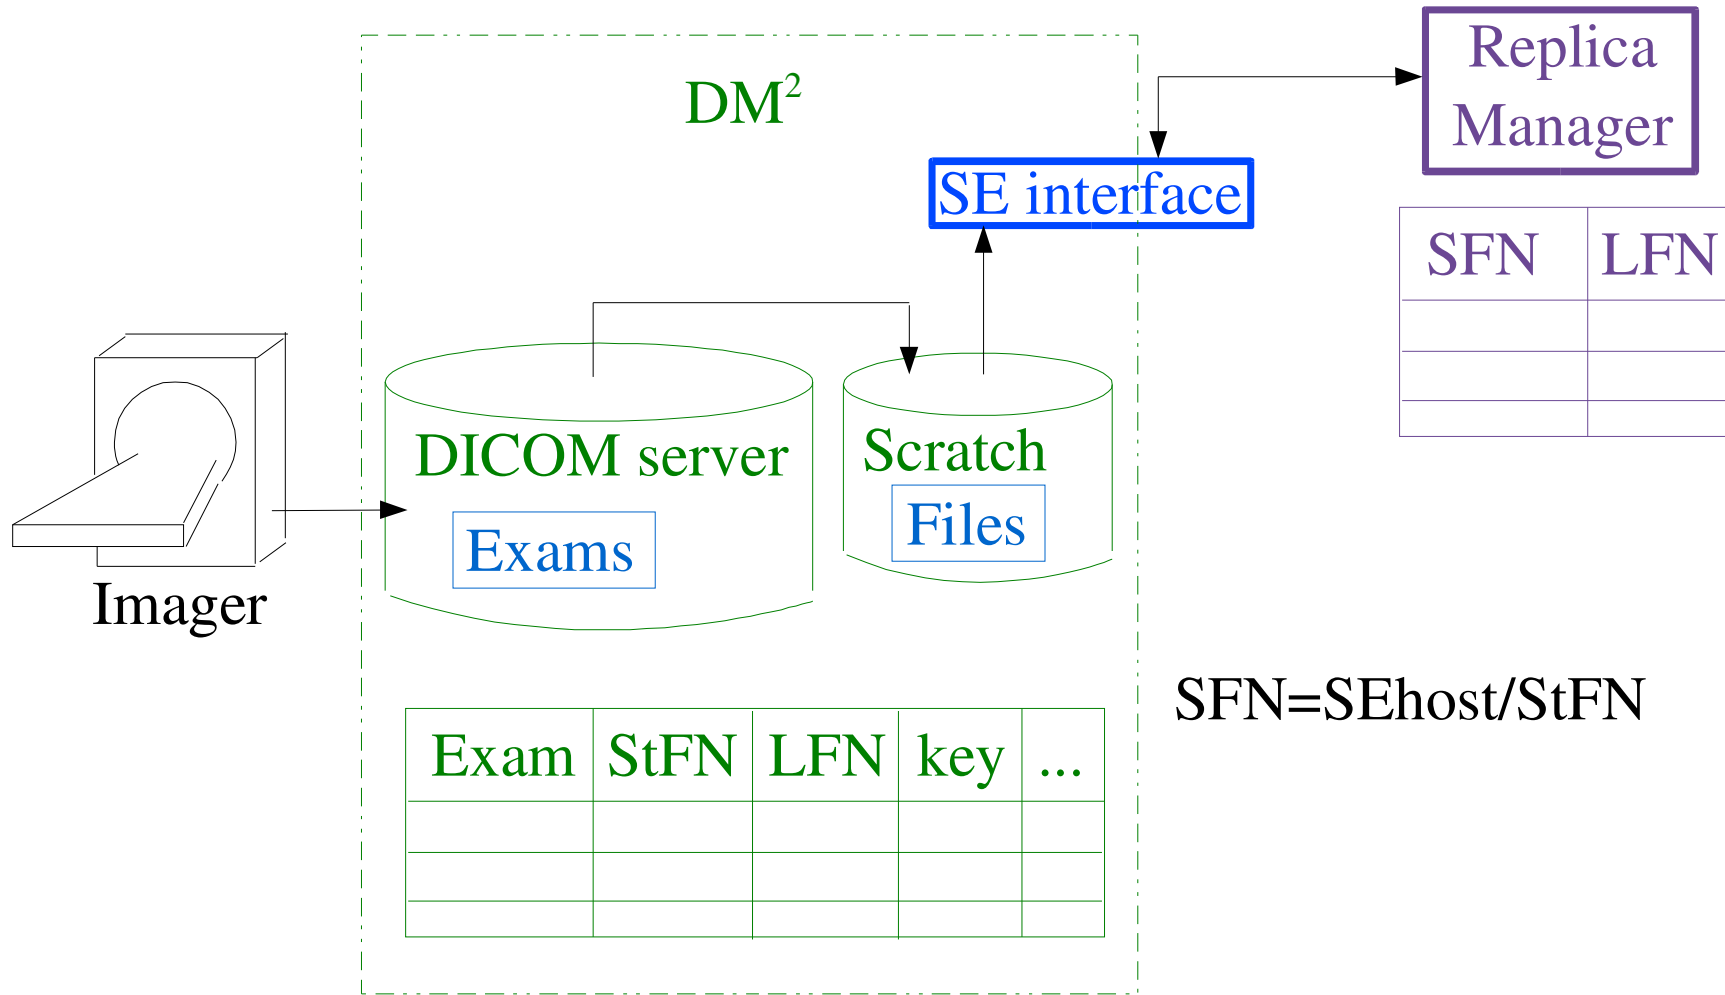 DM²
Replica
Manager
SE interface
SFN LFN
DICOM server
Exams
Scratch
Files
Imager
SFN=SEhost/StFN
Exam StFN LFN key ...